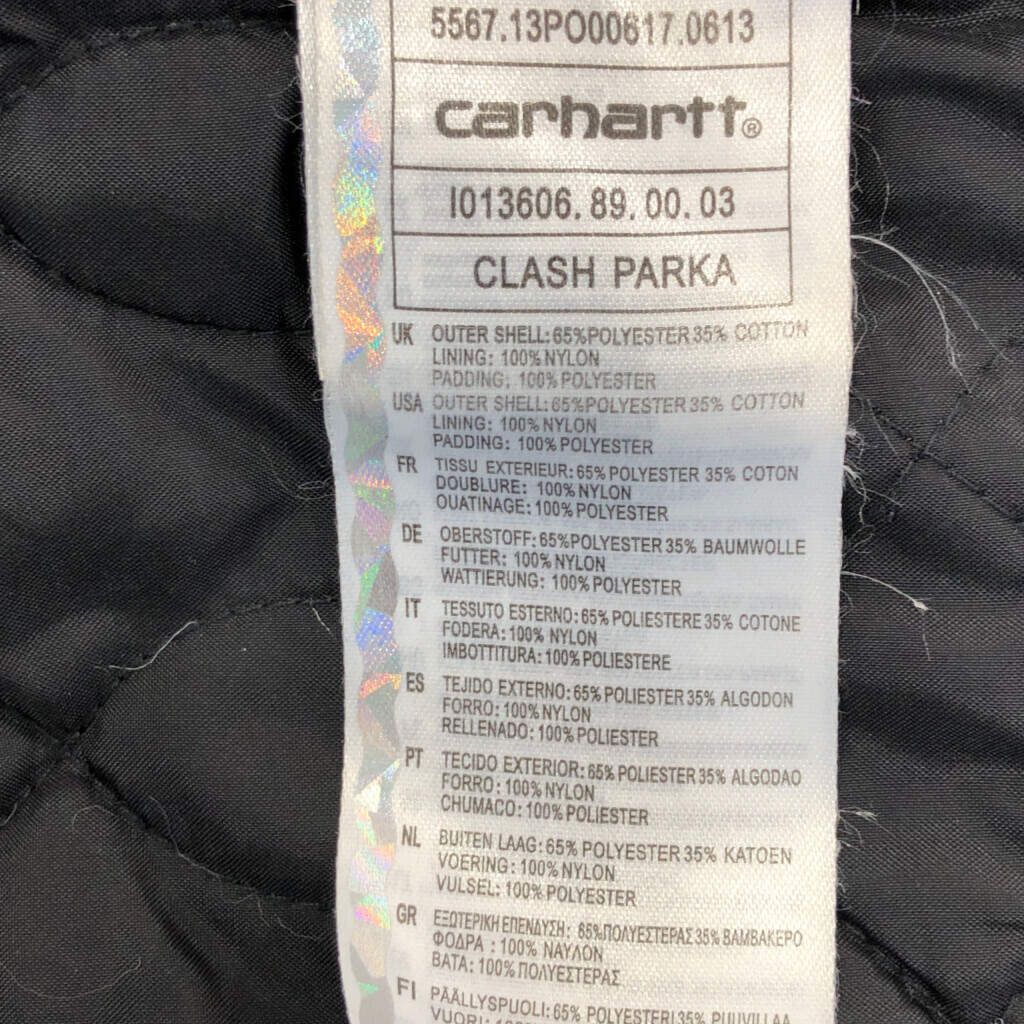 5567.13PO00617.0613
carhartt®
I013606.89.00.03
CLASH PARKA
UK OUTER SHELL: 65%POLYESTER 35% COTTON
LINING: 100% NYLON
PADDING: 100% POLYESTER
USA OUTER SHELL: 65%POLYESTER 35% COTTON
LINING: 100% NYLON
PADDING: 100% POLYESTER
FR TISSU EXTERIEUR: 65% POLYESTER 35% COTON
DOUBLURE: 100% NYLON
OUATINAGE: 100% POLYESTER
DE OBERSTOFF: 65%POLYESTER 35% BAUMWOLLE
FUTTER: 100% NYLON
WATTIERUNG: 100% POLYESTER
IT TESSUTO ESTERNO: 65% POLIESTERE 35% COTONE
FODERA: 100% NYLON
IMBOTTITURA: 100% POLIESTERE
ES TEJIDO EXTERNO: 65% POLIESTER 35% ALGODON
FORRO: 100% NYLON
RELLENADO: 100% POLIESTER
PT TECIDO EXTERIOR: 65% POLIESTER 35% ALGODAO
FORRO: 100% NYLON
CHUMACO: 100% POLIESTER
NL BUITEN LAAG: 65% POLYESTER 35% KATOEN
VOERING: 100% NYLON
VULSEL: 100% POLYESTER
GR ΕΞΩΤΕΡΙΚΗ ΕΠΕΝΔΥΣΗ: 65%ΠΟΛΥΕΣΤΕΡΑΣ 35% ΒΑΜΒΑΚΕΡΟ
ΦΟΔΡΑ : 100% ΝΑΥΛΟΝ
ΒΑΤΑ: 100% ΠΟΛΥΕΣΤΕΡΑΣ
FI PÄÄLLYSPUOLI: 65% POLYESTERI 35% PUUVILLAA
VUORI: 100%